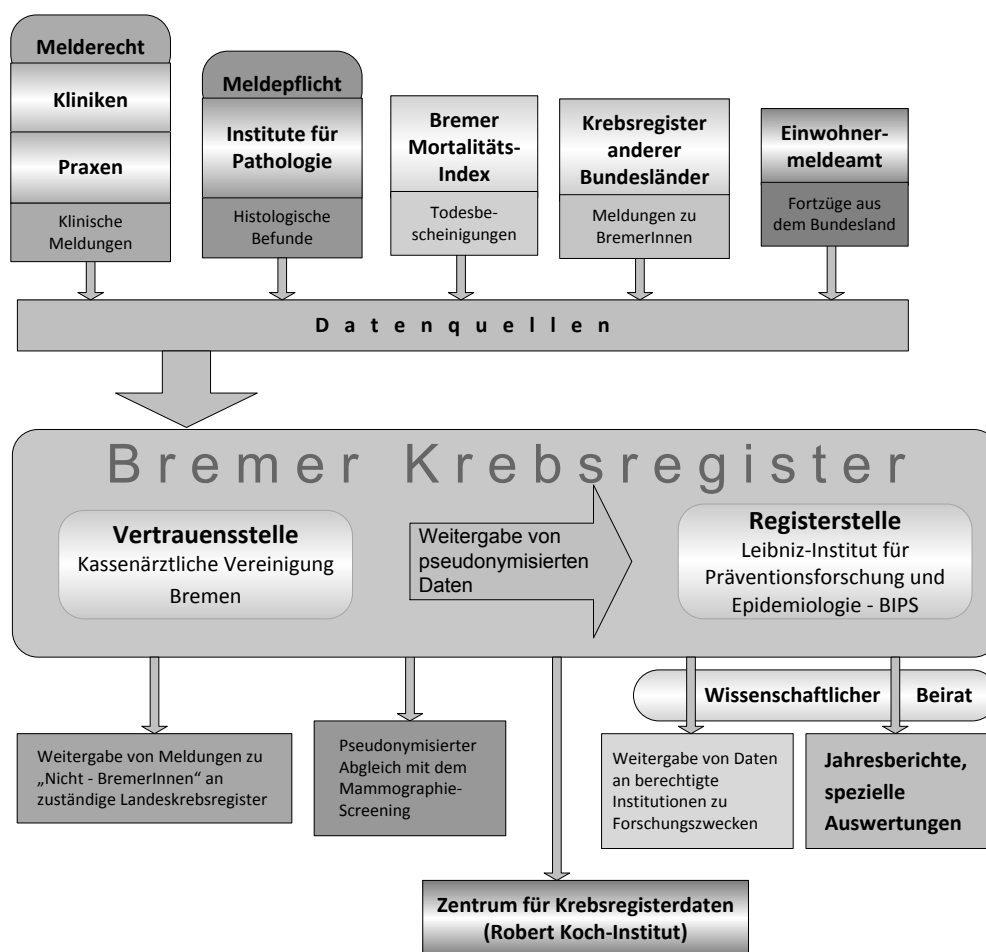 Melderecht
Kliniken
Praxen
Klinische
Meldungen
Meldepflicht
Institute für
Pathologie
Histologische
Befunde
Bremer
Mortalitäts-
Index
Todesbe-
scheinigungen
Krebsregister
anderer
Bundesländer
Meldungen zu
BremerInnen
Einwohner-
meldeamt
Fortzüge aus
dem Bundesland
Datenquellen
Bremer Krebsregister
Vertrauensstelle
Kassenärztliche Vereinigung
Bremen
Weitergabe von
pseudonymisierten
Daten
Registerstelle
Leibniz-Institut für
Präventionsforschung und
Epidemiologie - BIPS
Wissenschaftlicher Beirat
Weitergabe von Meldungen zu
„Nicht - BremerInnen“ an
zuständige Landeskrebsregister
Pseudonymisierter
Abgleich mit dem
Mammographie-
Screening
Weitergabe von Daten
an berechtigte
Institutionen zu
Forschungszwecken
Jahresberichte,
spezielle
Auswertungen
Zentrum für Krebsregisterdaten
(Robert Koch-Institut)